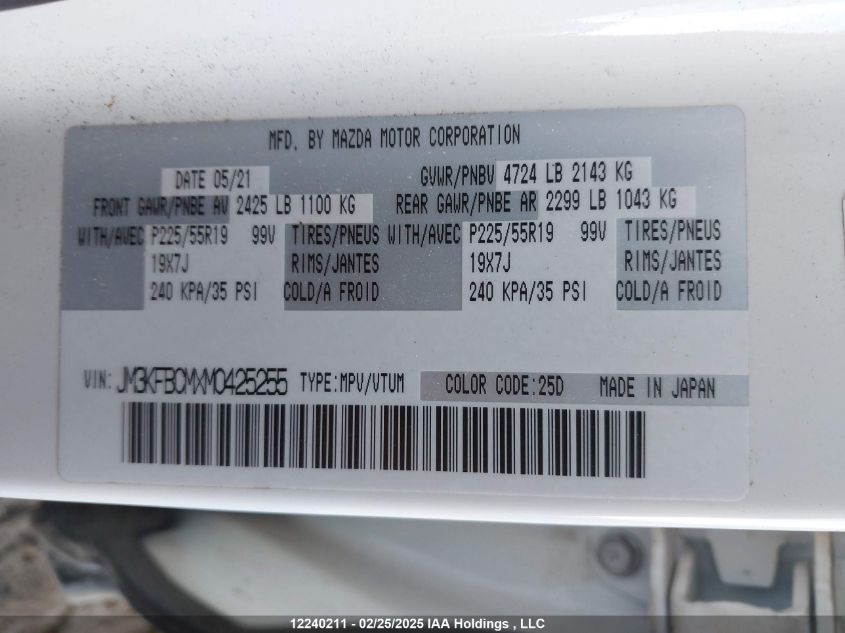 MFD. BY MAZDA MOTOR CORPORATION
DATE 05/21 GVWR/PNBV 4724 LB 2143 KG
FRONT GAWR/PNBE AV 2425 LB 1100 KG REAR GAWR/PNBE AR 2299 LB 1043 KG
WITH/AVEC P225/55R19 99V TIRES/PNEUS WITH/AVEC P225/55R19 99V TIRES/PNEUS
19X7J RIMS/JANTES 19X7J RIMS/JANTES
240 KPA/35 PSI COLD/A FROID 240 KPA/35 PSI COLD/A FROID
VIN: JM3KFBCMXM0425255 TYPE:MPV/VTUM COLOR CODE:25D MADE IN JAPAN
12240211 - 02/25/2025 IAA Holdings , LLC